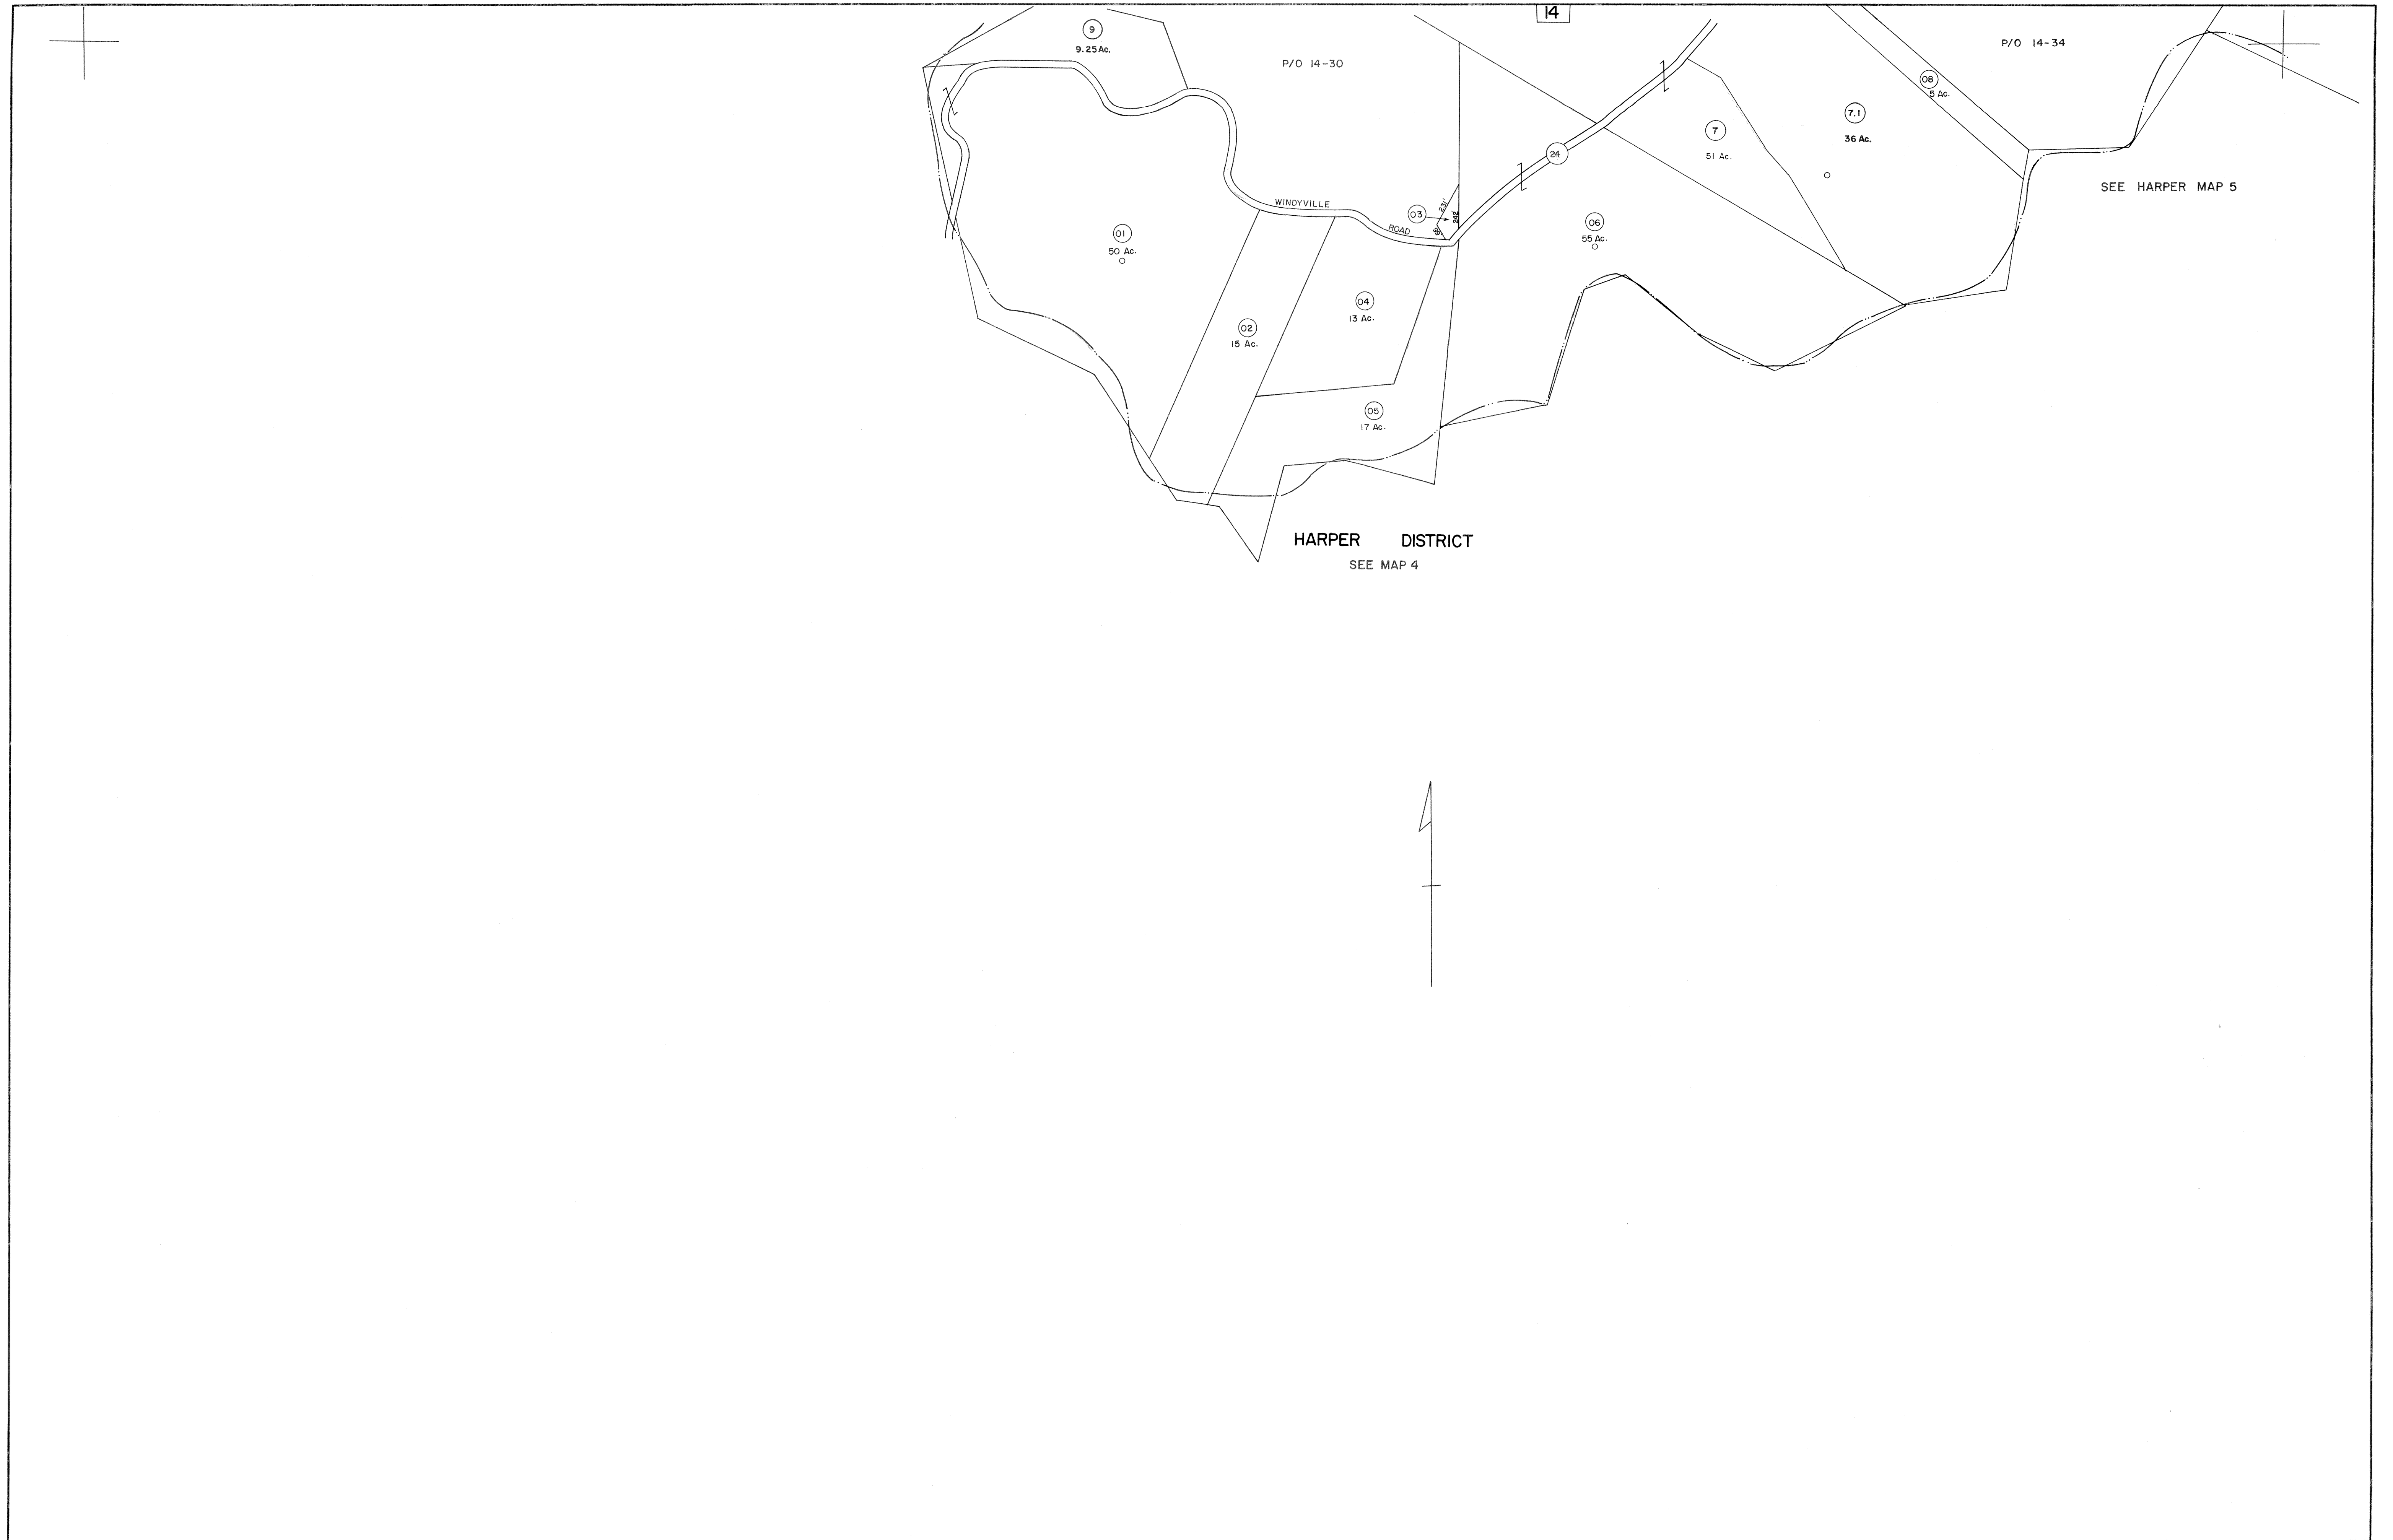 14
9
9.25 Ac.
P/O 14-30
P/O 14-34
08
5 Ac.
7.1
36 Ac.
7
51 Ac.
24
SEE HARPER MAP 5
WINDYVILLE
ROAD
03
231'
242'
06
55 Ac.
01
50 Ac.
04
13 Ac.
02
15 Ac.
05
17 Ac.
HARPER DISTRICT
SEE MAP 4